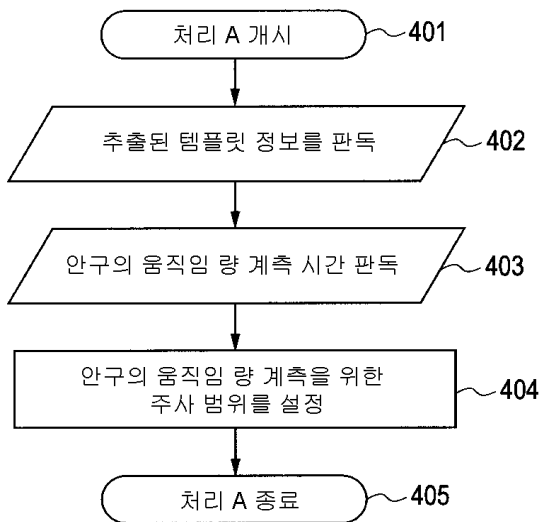 처리 A 개시
401
추출된 템플릿 정보를 판독
402
안구의 움직임 량 계측 시간 판독
403
안구의 움직임 량 계측을 위한
주사 범위를 설정
404
처리 A 종료
405